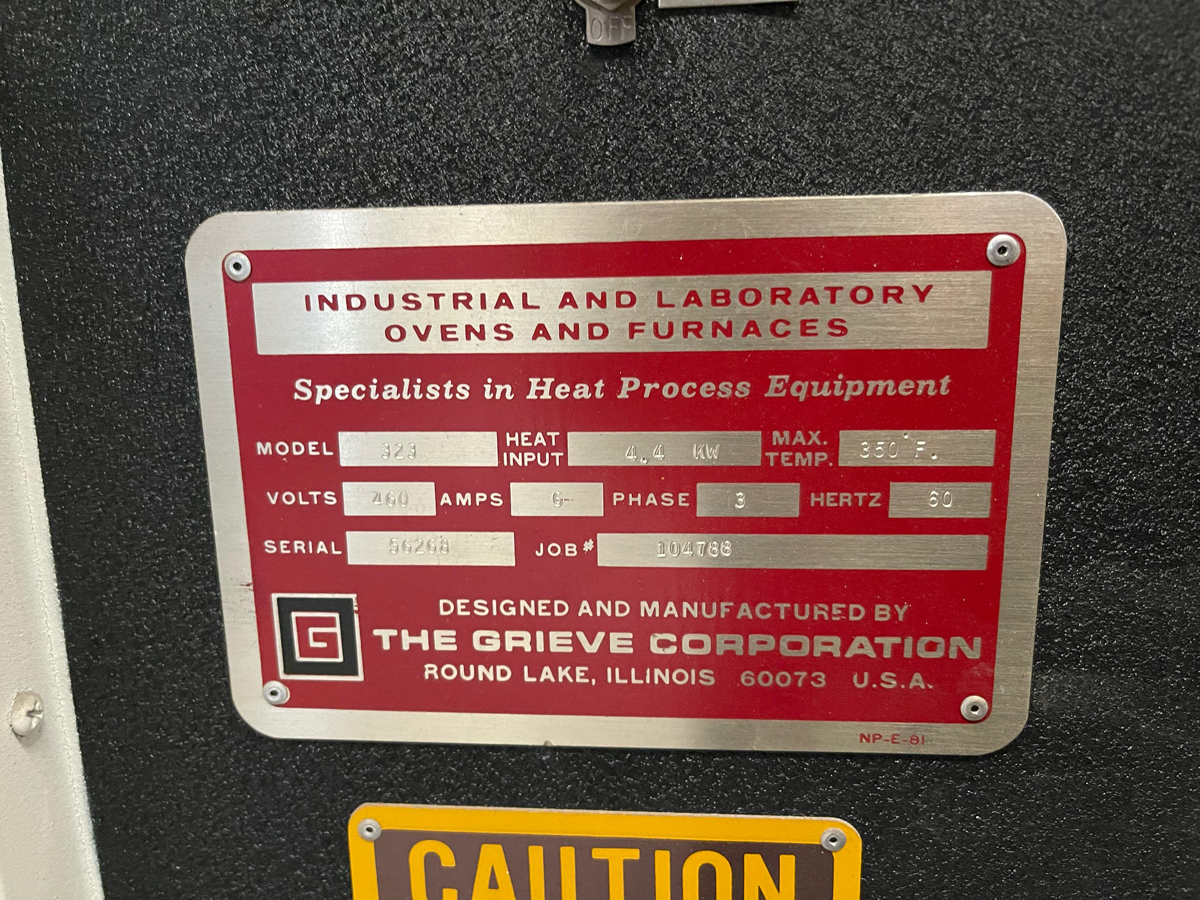 OFF
INDUSTRIAL AND LABORATORY
OVENS AND FURNACES
Specialists in Heat Process Equipment
MODEL 323 HEAT INPUT 4.4 KW MAX. TEMP. 350°F.
VOLTS 460 AMPS 6 PHASE 3 HERTZ 60
SERIAL 56268 JOB# 104788
G
DESIGNED AND MANUFACTURED BY
THE GRIEVE CORPORATION
ROUND LAKE, ILLINOIS 60073 U.S.A.
NP-E-81
CAUTION